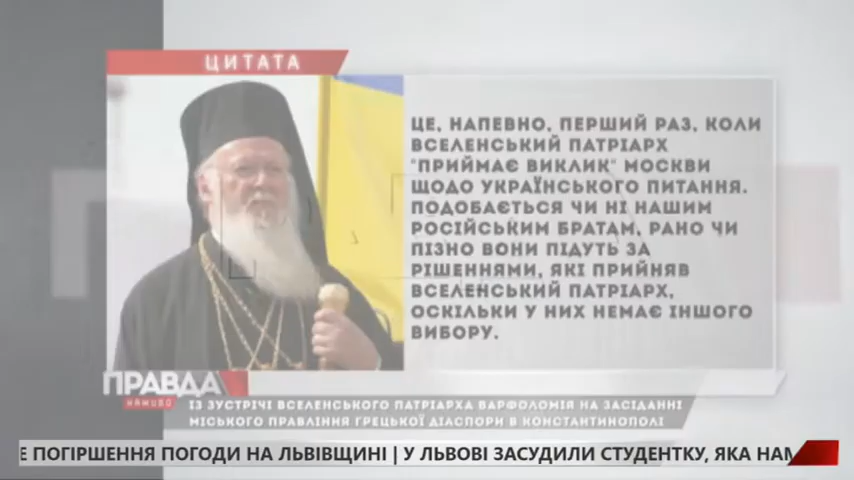 ЦИТАТА
ЦЕ, НАПЕВНО, ПЕРШИЙ РАЗ, КОЛИ
ВСЕЛЕНСЬКИЙ ПАТРІАРХ
"ПРИЙМАЄ ВИКЛИК" МОСКВИ
ЩОДО УКРАЇНСЬКОГО ПИТАННЯ.
ПОДОБАЄТЬСЯ ЧИ НІ НАШИМ
РОСІЙСЬКИМ БРАТАМ, РАНО ЧИ
ПІЗНО ВОНИ ПІДУТЬ ЗА
РІШЕННЯМИ, ЯКІ ПРИЙНЯВ
ВСЕЛЕНСЬКИЙ ПАТРІАРХ,
ОСКІЛЬКИ У НИХ НЕМАЄ ІНШОГО
ВИБОРУ.
ПРАВДА
НАЖИВО
ІЗ ЗУСТРІЧІ ВСЕЛЕНСЬКОГО ПАТРІАРХА ВАРФОЛОМІЯ НА ЗАСІДАННІ
МІСЬКОГО ПРАВЛІННЯ ГРЕЦЬКОЇ ДІАСПОРИ В КОНСТАНТИНОПОЛІ
Е ПОГІРШЕННЯ ПОГОДИ НА ЛЬВІВЩИНІ | У ЛЬВОВІ ЗАСУДИЛИ СТУДЕНТКУ, ЯКА НАМ